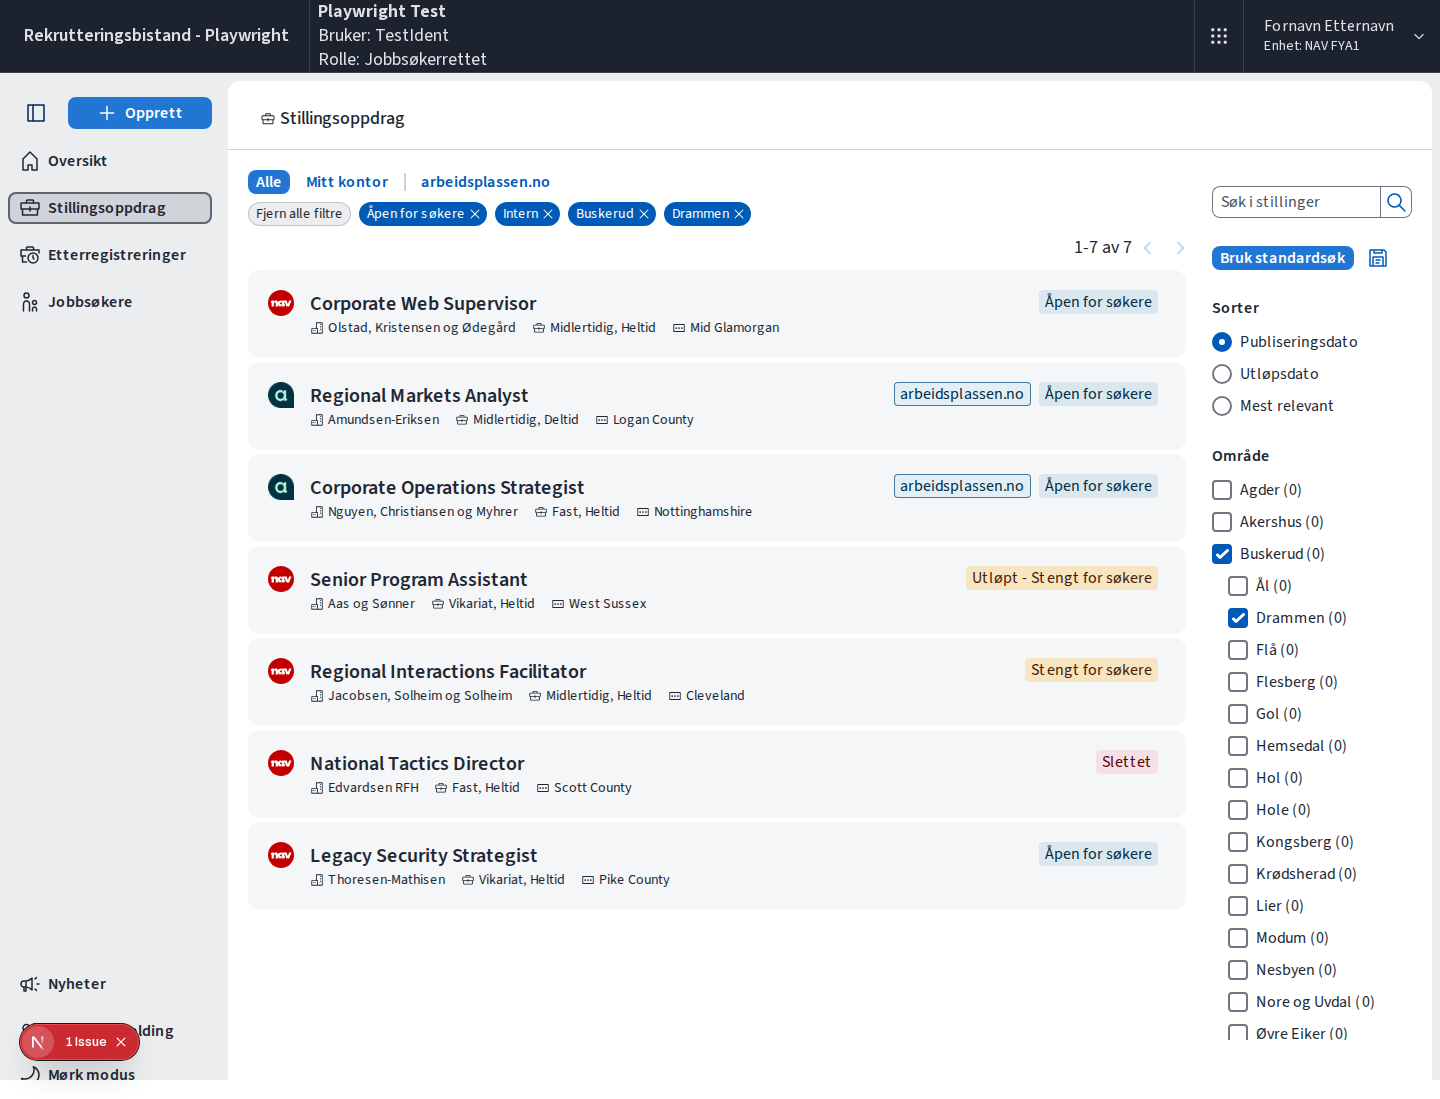 Rekrutteringsbistand - Playwright
Playwright Test
Bruker: TestIdent
Rolle: Jobbsøkerrettet
Fornavn Etternavn
Enhet: NAV FYA1
Opprett
Oversikt
Stillingsoppdrag
Etterregistreringer
Jobbsøkere
Nyheter
olding
1 Issue
Mørk modus
Stillingsoppdrag
Alle
Mitt kontor
arbeidsplassen.no
Fjern alle filtre
Åpen for søkere
Intern
Buskerud
Drammen
1-7 av 7
nav
Corporate Web Supervisor
Åpen for søkere
Olstad, Kristensen og Ødegård Midlertidig, Heltid Mid Glamorgan
a
Regional Markets Analyst
arbeidsplassen.no Åpen for søkere
Amundsen-Eriksen Midlertidig, Deltid Logan County
a
Corporate Operations Strategist
arbeidsplassen.no Åpen for søkere
Nguyen, Christiansen og Myhrer Fast, Heltid Nottinghamshire
nav
Senior Program Assistant
Utløpt - Stengt for søkere
Aas og Sønner Vikariat, Heltid West Sussex
nav
Regional Interactions Facilitator
Stengt for søkere
Jacobsen, Solheim og Solheim Midlertidig, Heltid Cleveland
nav
National Tactics Director
Slettet
Edvardsen RFH Fast, Heltid Scott County
nav
Legacy Security Strategist
Åpen for søkere
Thoresen-Mathisen Vikariat, Heltid Pike County
Søk i stillinger
Bruk standardsøk
Sorter
Publiseringsdato
Utløpsdato
Mest relevant
Område
Agder (0)
Akershus (0)
Buskerud (0)
Ål (0)
Drammen (0)
Flå (0)
Flesberg (0)
Gol (0)
Hemsedal (0)
Hol (0)
Hole (0)
Kongsberg (0)
Krødsherad (0)
Lier (0)
Modum (0)
Nesbyen (0)
Nore og Uvdal (0)
Øvre Eiker (0)